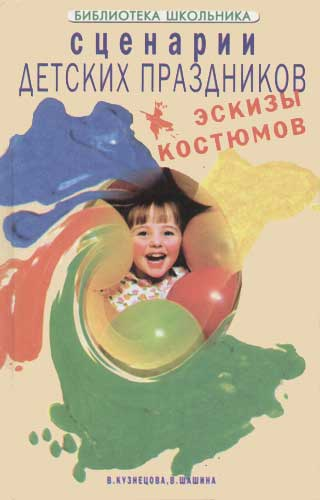 БИБЛИОТЕКА ШКОЛЬНИКА
СЦЕНАРИИ
ДЕТСКИХ ПРАЗДНИКОВ
ЭСКИЗЫ
КОСТЮМОВ
В.КУЗНЕЦОВА, В.ШАШИНА